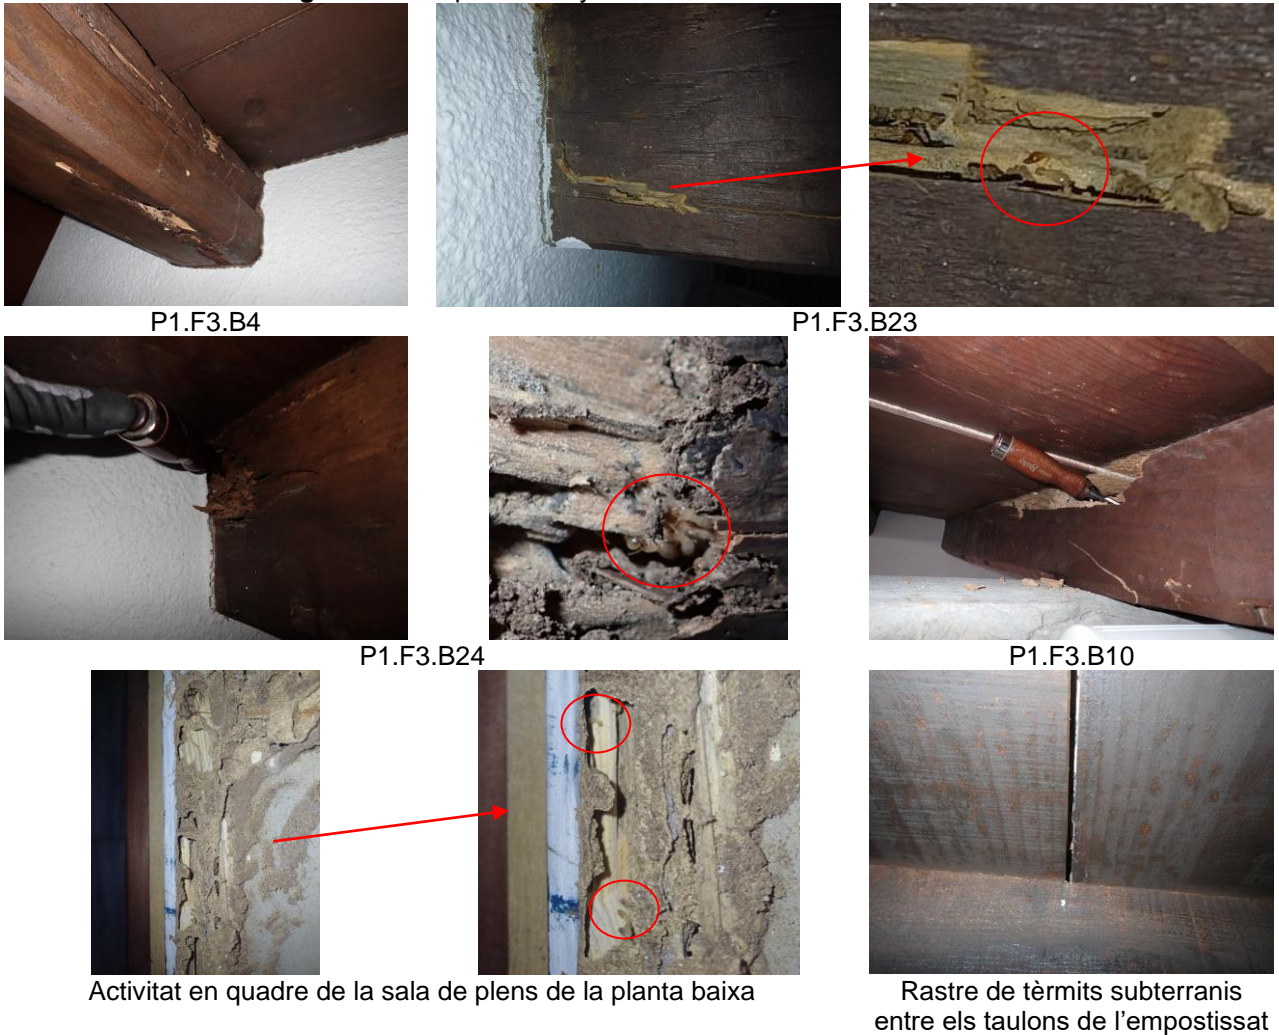 P1.F3.B4
P1.F3.B23
P1.F3.B24
P1.F3.B10
Activitat en quadre de la sala de plens de la planta baixa
Rastre de tèrmits subterranis
entre els taulons de l’empostissat